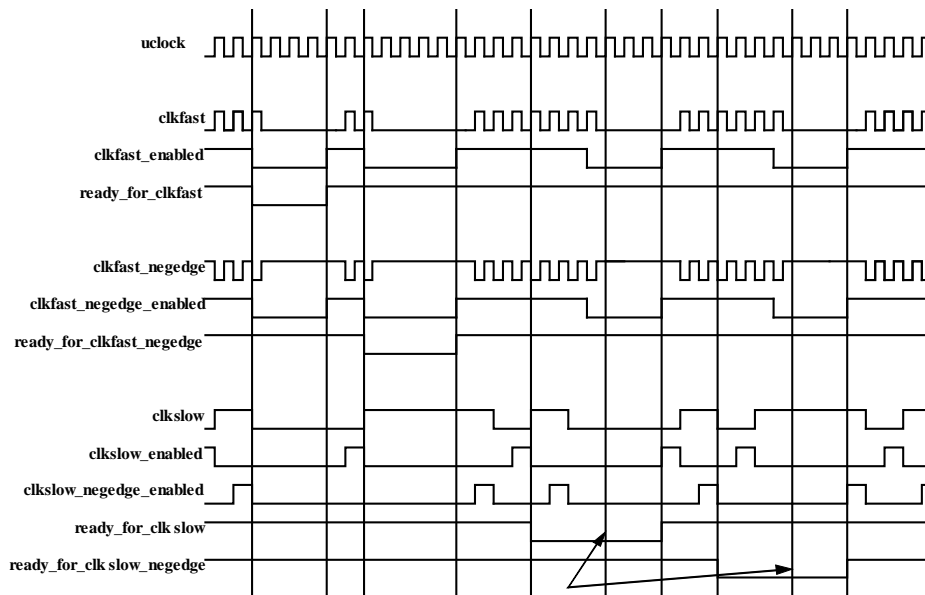 uclock
clkfast
clkfast_enabled
ready_for_clkfast
clkfast_negedge
clkfast_negedge_enabled
ready_for_clkfast_negedge
clkslow
clkslow_enabled
clkslow_negedge_enabled
ready_for_clk slow
ready_for_clk slow_negedge